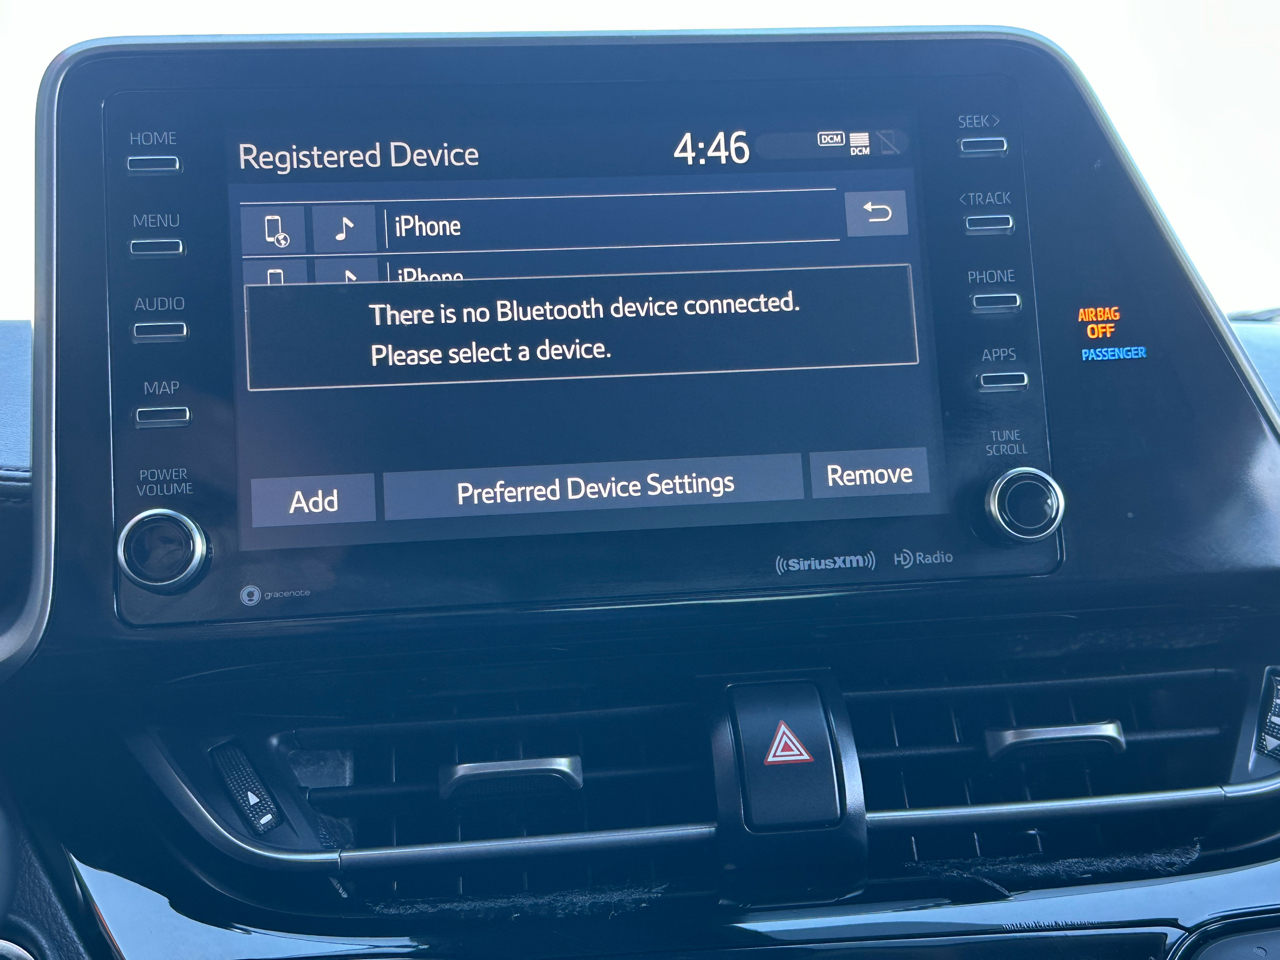 HOME
MENU
AUDIO
MAP
POWER
VOLUME
Registered Device
4:46
DCM
DCM
iPhone
iPhone
There is no Bluetooth device connected.
Please select a device.
Add
Preferred Device Settings
Remove
SEEK >
< TRACK
PHONE
APPS
TUNE
SCROLL
AIR BAG
OFF
PASSENGER
gracenote
((SiriusXM))
HD Radio